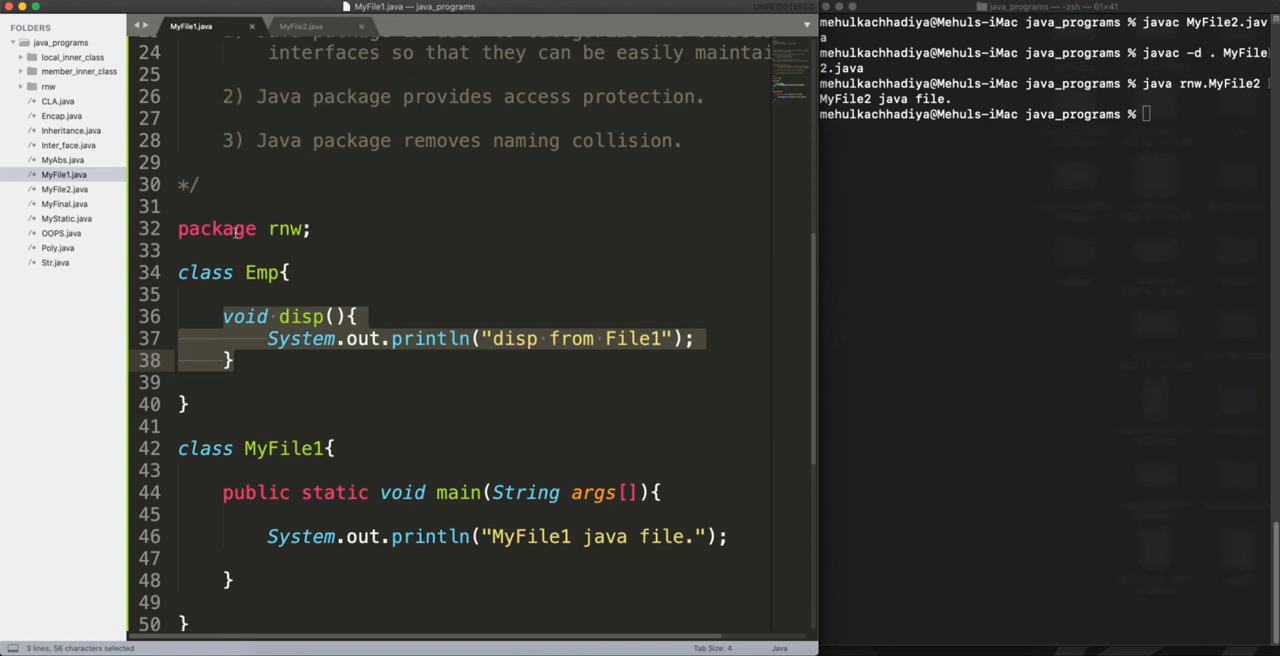 MyFile1.java — java_programs
UNREGISTERED
FOLDERS
java_programs
local_inner_class
member_inner_class
rnw
CLA.java
Encap.java
Inheritance.java
Inter_face.java
MyAbs.java
MyFile1.java
MyFile2.java
MyFinal.java
MyStatic.java
OOPS.java
Poly.java
Str.java
MyFile1.java
MyFile2.java
24 interfaces so that they can be easily maintai
25
26 2) Java package provides access protection.
27
28 3) Java package removes naming collision.
29
30 */
31
32 package rnw;
33
34 class Emp{
35
36 void disp(){
37 System.out.println("disp from File1");
38 }
39
40 }
41
42 class MyFile1{
43
44 public static void main(String args[]){
45
46 System.out.println("MyFile1 java file.");
47
48 }
49
50 }
3 lines, 56 characters selected
Tab Size: 4
Java
java_programs — -zsh — 61×41
mehulkachhadiya@Mehuls-iMac java_programs % javac MyFile2.jav
a
mehulkachhadiya@Mehuls-iMac java_programs % javac -d . MyFile
2.java
mehulkachhadiya@Mehuls-iMac java_programs % java rnw.MyFile2
MyFile2 java file.
mehulkachhadiya@Mehuls-iMac java_programs %